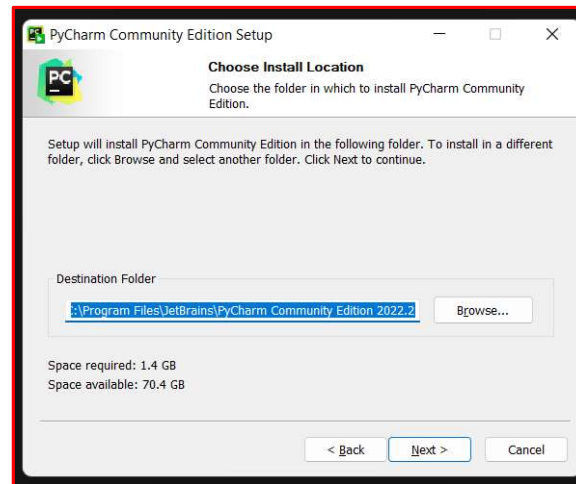 PyCharm Community Edition Setup
PC
Choose Install Location
Choose the folder in which to install PyCharm Community
Edition.
Setup will install PyCharm Community Edition in the following folder. To install in a different
folder, click Browse and select another folder. Click Next to continue.
Destination Folder
:\Program Files\JetBrains\PyCharm Community Edition 2022.2
Browse...
Space required: 1.4 GB
Space available: 70.4 GB
< Back
Next >
Cancel